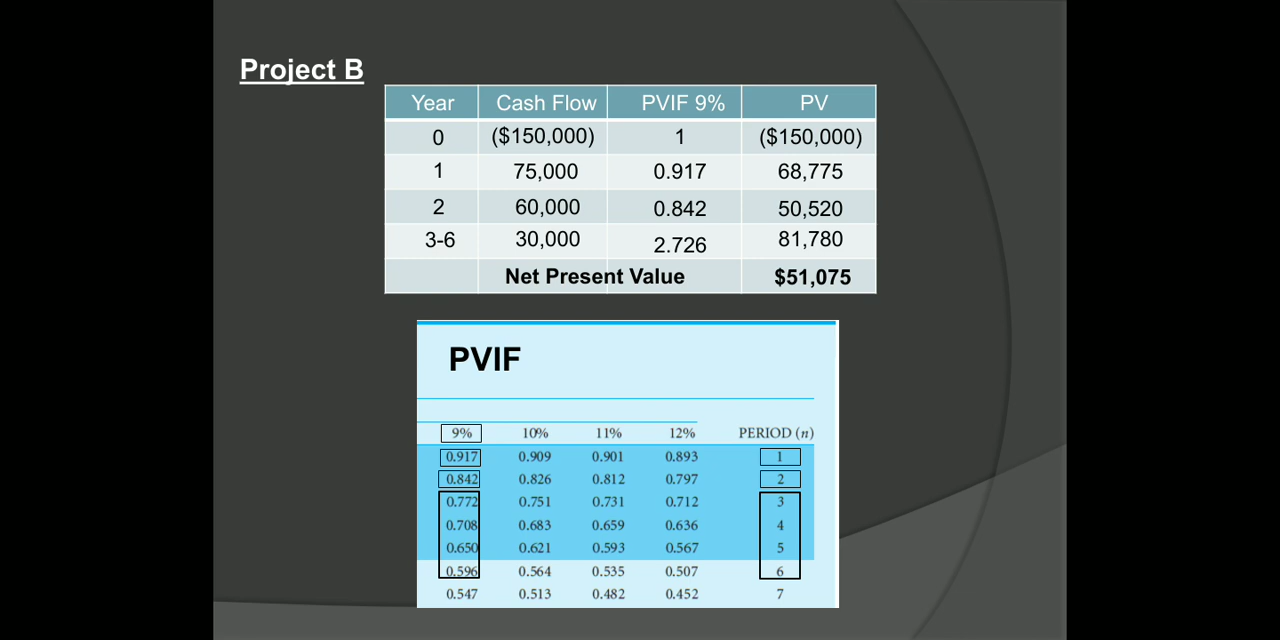 Project B
Year Cash Flow PVIF 9% PV
0 ($150,000) 1 ($150,000)
1 75,000 0.917 68,775
2 60,000 0.842 50,520
3-6 30,000 2.726 81,780
Net Present Value $51,075
PVIF
9% 10% 11% 12% PERIOD (n)
0.917 0.909 0.901 0.893 1
0.842 0.826 0.812 0.797 2
0.772 0.751 0.731 0.712 3
0.708 0.683 0.659 0.636 4
0.650 0.621 0.593 0.567 5
0.596 0.564 0.535 0.507 6
0.547 0.513 0.482 0.452 7